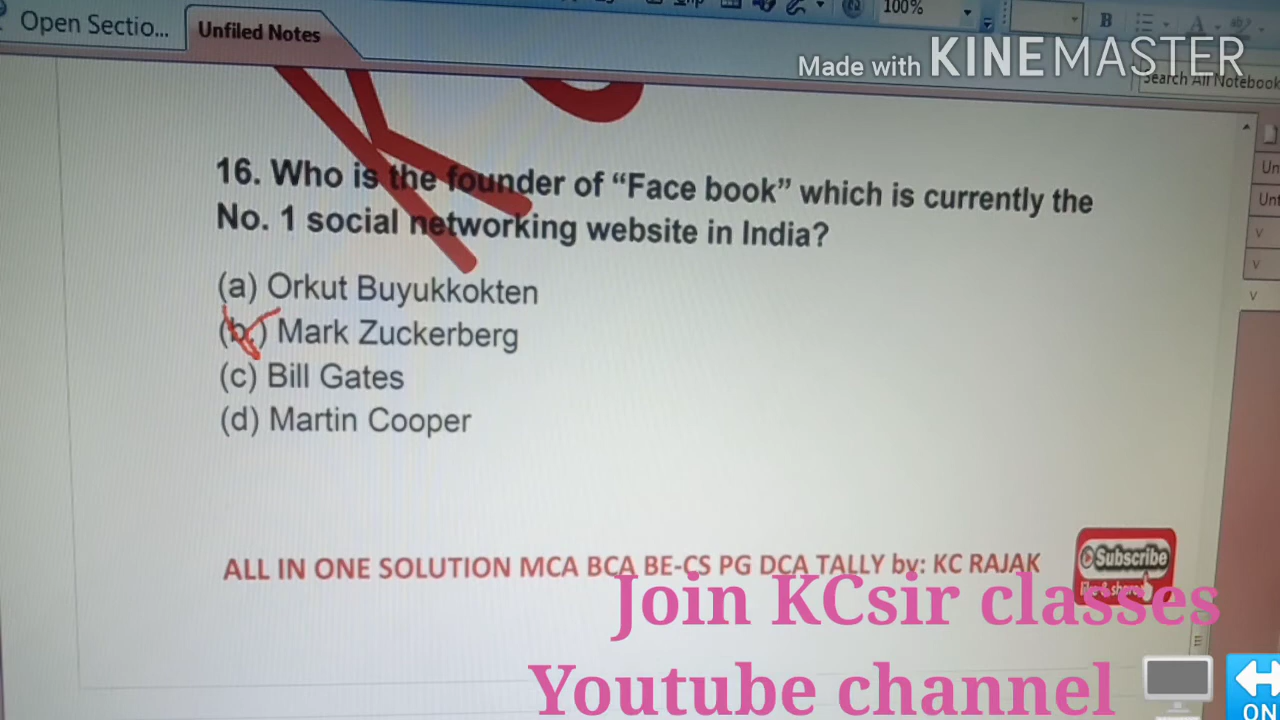 Open Sectio...
Unfiled Notes
100%
B
A
Made with KINEMASTER
Search All Notebook
16. Who is the founder of “Face book” which is currently the
No. 1 social networking website in India?
(a) Orkut Buyukkokten
(b.) Mark Zuckerberg
(c) Bill Gates
(d) Martin Cooper
ALL IN ONE SOLUTION MCA BCA BE-CS PG DCA TALLY by: KC RAJAK
Subscribe
Join KCsir classes
Youtube channel
ON